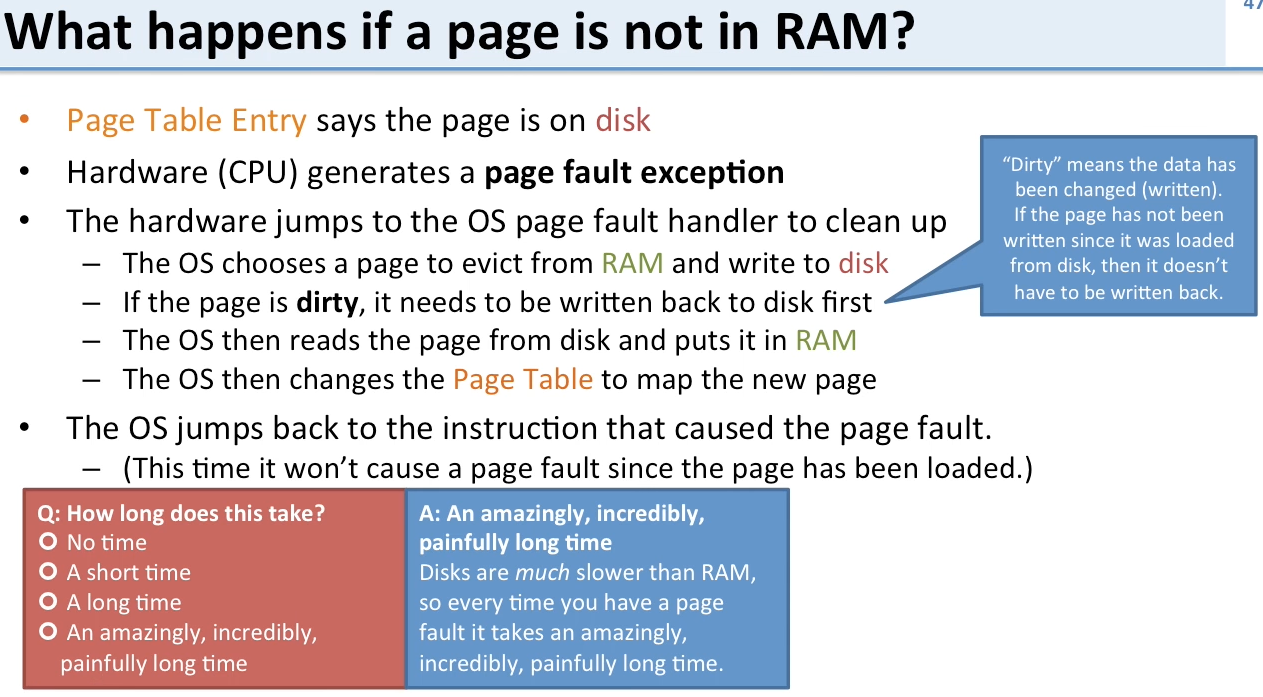 47
What happens if a page is not in RAM?
• Page Table Entry says the page is on disk
• Hardware (CPU) generates a page fault exception
• The hardware jumps to the OS page fault handler to clean up
– The OS chooses a page to evict from RAM and write to disk
– If the page is dirty, it needs to be written back to disk first
– The OS then reads the page from disk and puts it in RAM
– The OS then changes the Page Table to map the new page
• The OS jumps back to the instruction that caused the page fault.
– (This time it won’t cause a page fault since the page has been loaded.)
“Dirty” means the data has
been changed (written).
If the page has not been
written since it was loaded
from disk, then it doesn’t
have to be written back.
Q: How long does this take?
No time
A short time
A long time
An amazingly, incredibly,
painfully long time
A: An amazingly, incredibly,
painfully long time
Disks are much slower than RAM,
so every time you have a page
fault it takes an amazingly,
incredibly, painfully long time.